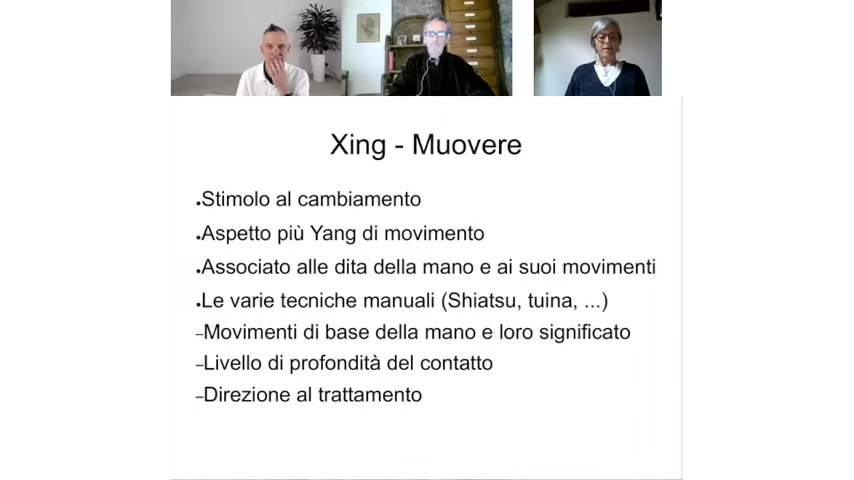 Xing - Muovere
•Stimolo al cambiamento
•Aspetto più Yang di movimento
•Associato alle dita della mano e ai suoi movimenti
•Le varie tecniche manuali (Shiatsu, tuina, ...)
–Movimenti di base della mano e loro significato
–Livello di profondità del contatto
–Direzione al trattamento